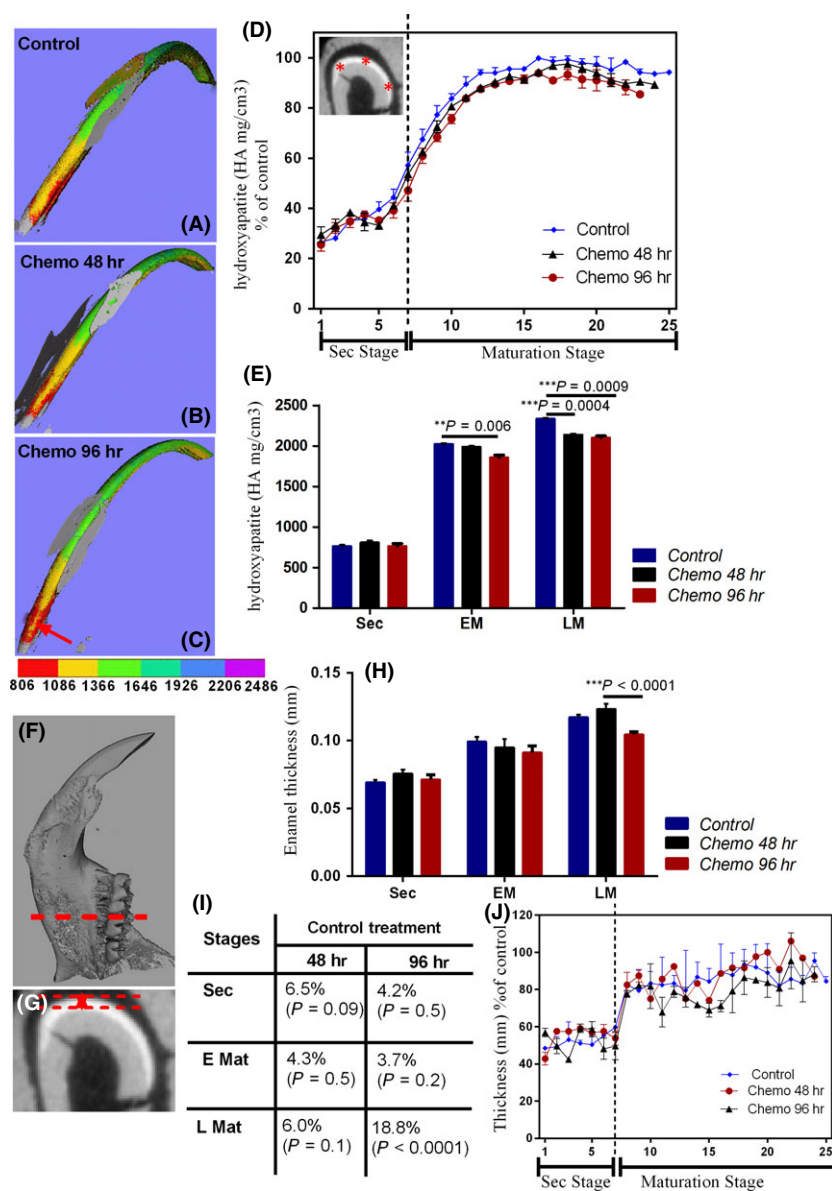 Control
(A)
Chemo 48 hr
(B)
Chemo 96 hr
(C)
806 1086 1366 1646 1926 2206 2486
(D)
hydroxyapatite (HA mg/cm3)
% of control
100
80
60
40
20
0
* * *
Control
Chemo 48 hr
Chemo 96 hr
1 5 10 15 20 25
Sec Stage Maturation Stage
(E)
hydroxyapatite (HA mg/cm3)
2500
2000
1500
1000
500
0
**P = 0.006
***P = 0.0009
***P = 0.0004
Sec EM LM
Control
Chemo 48 hr
Chemo 96 hr
(F)
(G)
(H)
Enamel thickness (mm)
0.15
0.10
0.05
0.00
***P < 0.0001
Sec EM LM
Control
Chemo 48 hr
Chemo 96 hr
(I)
Stages Control treatment
48 hr 96 hr
Sec 6.5% (P = 0.09) 4.2% (P = 0.5)
E Mat 4.3% (P = 0.5) 3.7% (P = 0.2)
L Mat 6.0% (P = 0.1) 18.8% (P < 0.0001)
(J)
Thickness (mm) %of control
120
100
80
60
40
20
0
Control
Chemo 48 hr
Chemo 96 hr
1 5 10 15 20 25
Sec Stage Maturation Stage